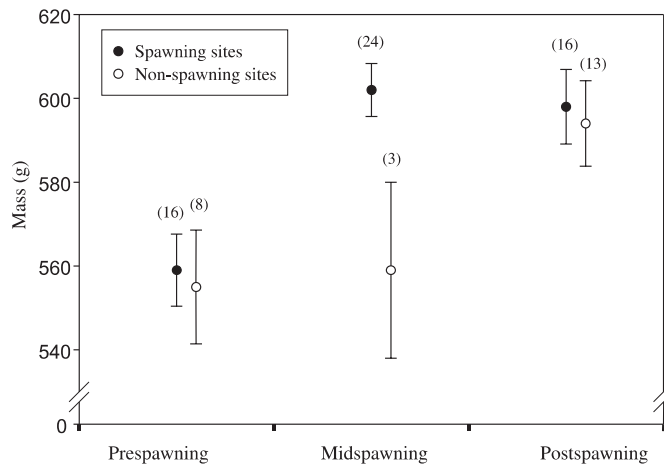 620
(24)
(16)
Spawning sites
(13)
Non-spawning sites
600
(3)
580
Mass (g)
(16)
(8)
560
540
0
Prespawning
Midspawning
Postspawning